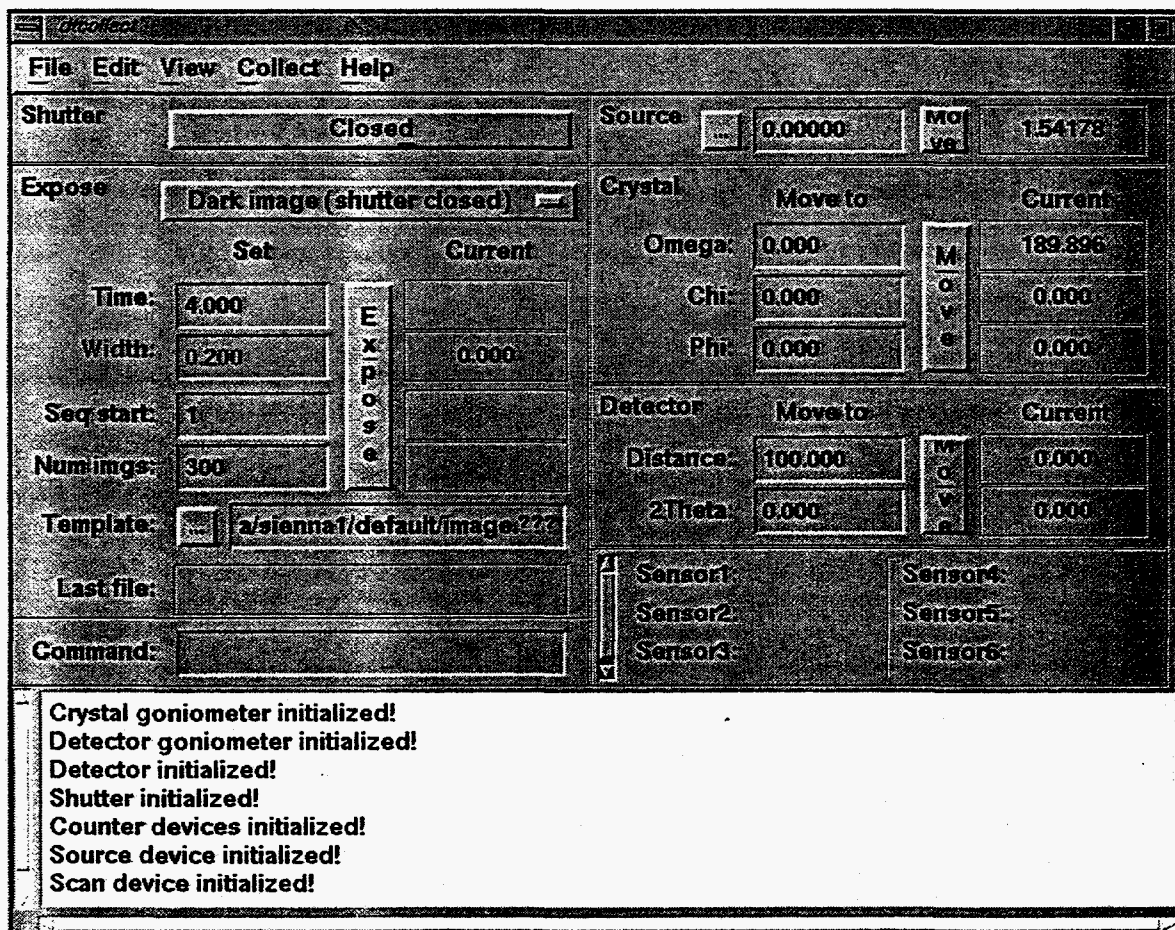 dtcollect
File Edit View Collect Help
Shutter
Closed
Source ... 0.00000 Move 1.54178
Expose
Dark image (shutter closed)
Set Current
Time: 4.000
Width: 0.200 0.000
Seq start: 1
Num imgs: 300
Expose
Template: ... a/sienna1/default/image.???
Last file:
Command:
Crystal Move to Current
Omega: 0.000 189.896
Chi: 0.000 0.000
Phi: 0.000 0.000
Move
Detector Move to Current
Distance: 100.000 0.000
2Theta: 0.000 0.000
Move
Sensor1: Sensor4:
Sensor2: Sensor5:
Sensor3: Sensor6:
Crystal goniometer initialized!
Detector goniometer initialized!
Detector initialized!
Shutter initialized!
Counter devices initialized!
Source device initialized!
Scan device initialized!